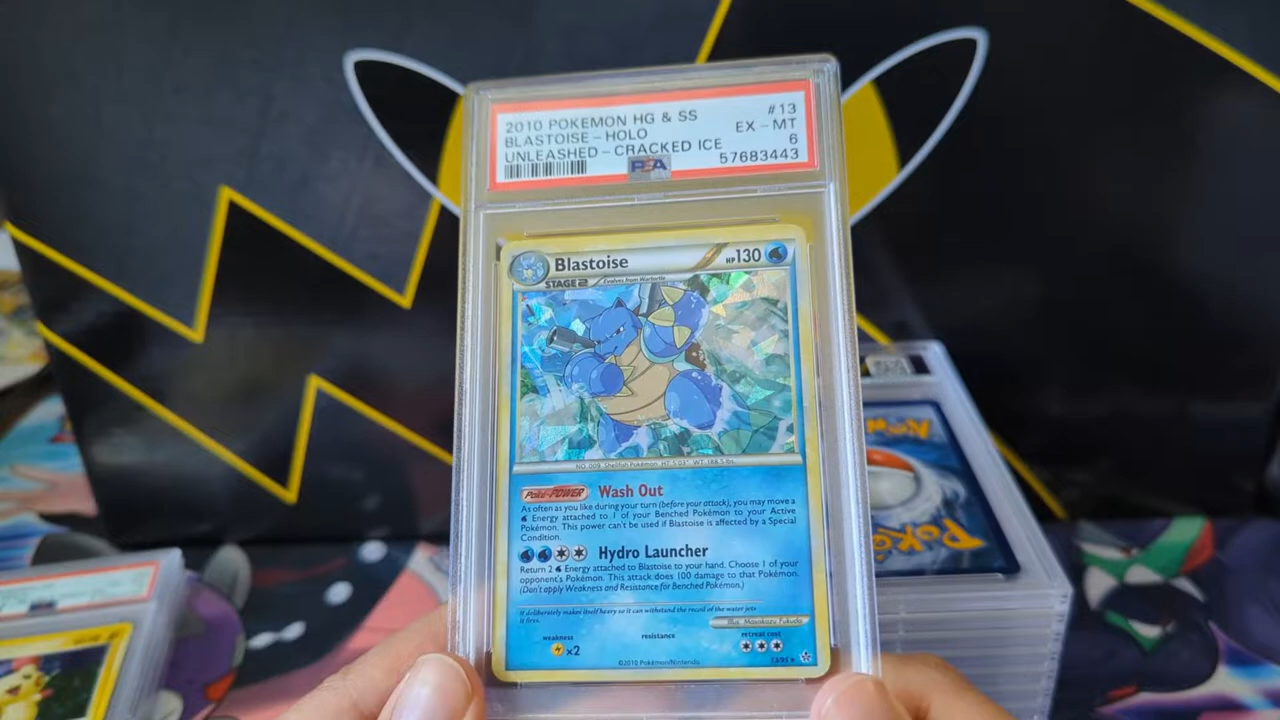 2010 POKEMON HG & SS #13
BLASTOISE-HOLO EX-MT
UNLEASHED-CRACKED ICE 6
PSA 57683443
Blastoise HP130
STAGE 2 Evolves from Wartortle
NO. 009 Shellfish Pokémon HT: 5'03" WT: 188.5 lbs.
Poké-POWER Wash Out
As often as you like during your turn (before your attack), you may move a
Energy attached to 1 of your Benched Pokémon to your Active
Pokémon. This power can't be used if Blastoise is affected by a Special
Condition.
Hydro Launcher
Return 2 Energy attached to Blastoise to your hand. Choose 1 of your
opponent's Pokémon. This attack does 100 damage to that Pokémon.
(Don't apply Weakness and Resistance for Benched Pokémon.)
It deliberately makes itself heavy so it can withstand the recoil of the water jets
it fires.
Illus. Masakazu Fukuda
weakness resistance retreat cost
x2
©2010 Pokémon/Nintendo
13/95
POKé